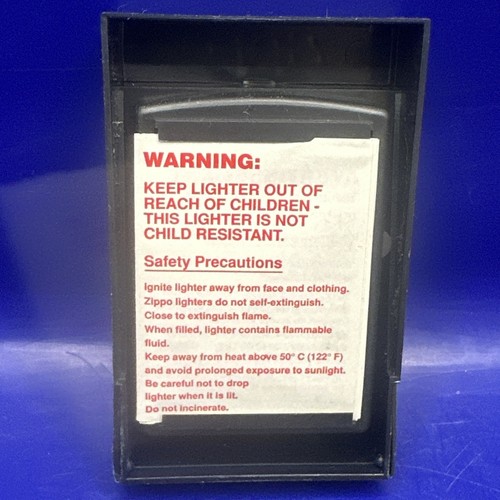 WARNING:
KEEP LIGHTER OUT OF
REACH OF CHILDREN -
THIS LIGHTER IS NOT
CHILD RESISTANT.
Safety Precautions
Ignite lighter away from face and clothing.
Zippo lighters do not self-extinguish.
Close to extinguish flame.
When filled, lighter contains flammable
fluid.
Keep away from heat above 50° C (122° F)
and avoid prolonged exposure to sunlight.
Be careful not to drop
lighter when it is lit.
Do not incinerate.